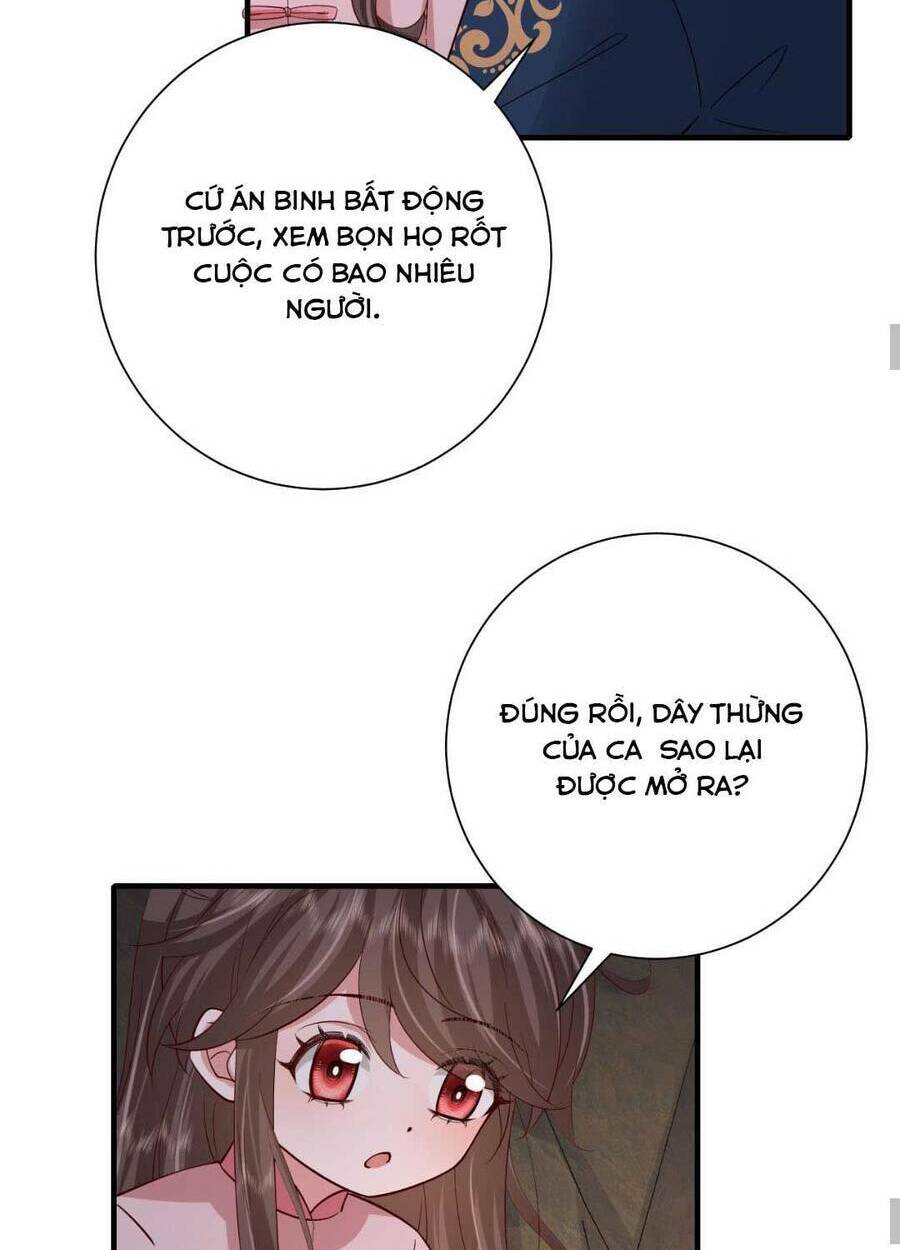 CỨ ÁN BINH BẤT ĐỘNG
TRƯỚC, XEM BỌN HỌ RỐT
CUỘC CÓ BAO NHIÊU
NGƯỜI.
ĐÚNG RỒI, DÂY THỪNG
CỦA CA SAO LẠI
ĐƯỢC MỞ RA?